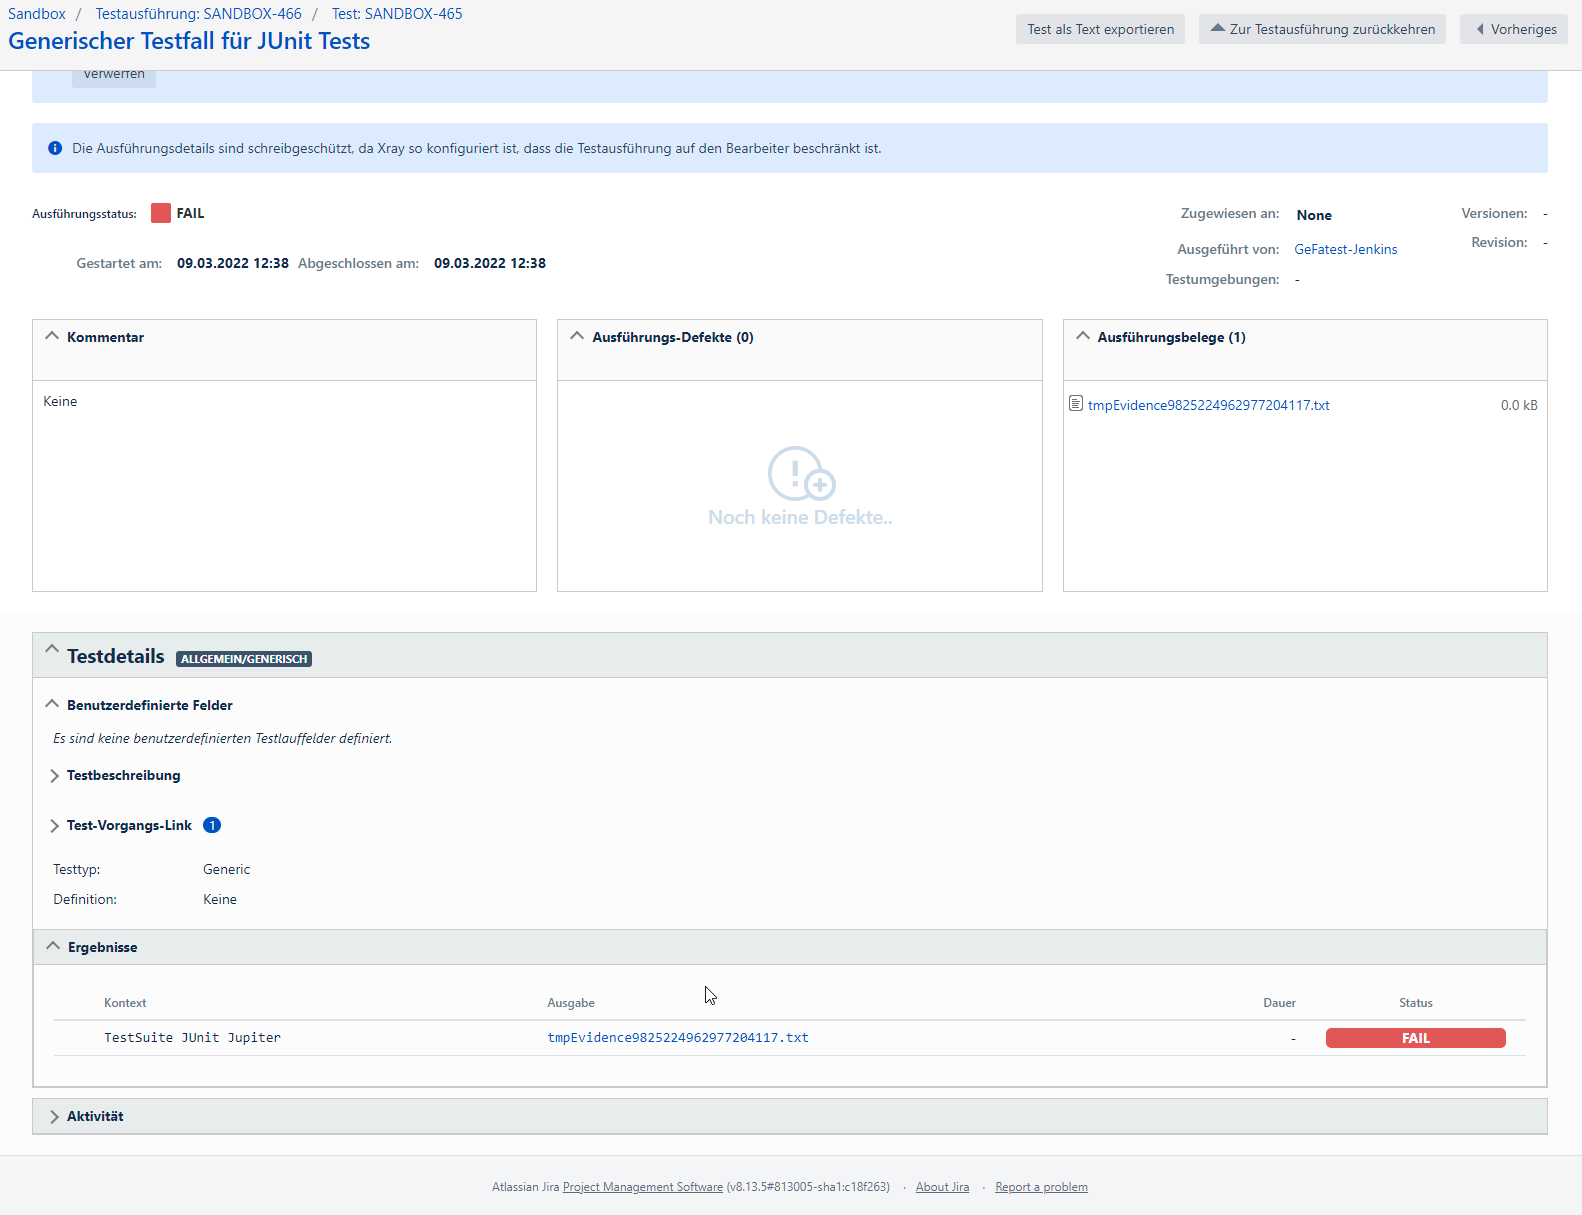 Sandbox / Testausführung: SANDBOX-466 / Test: SANDBOX-465
Generischer Testfall für JUnit Tests
Test als Text exportieren
Zur Testausführung zurückkehren
Vorheriges
Verwerfen
Die Ausführungsdetails sind schreibgeschützt, da Xray so konfiguriert ist, dass die Testausführung auf den Bearbeiter beschränkt ist.
Ausführungsstatus: FAIL
Gestartet am: 09.03.2022 12:38 Abgeschlossen am: 09.03.2022 12:38
Zugewiesen an: None
Ausgeführt von: GeFatest-Jenkins
Testumgebungen: -
Versionen: -
Revision: -
Kommentar
Keine
Ausführungs-Defekte (0)
Noch keine Defekte..
Ausführungsbelege (1)
tmpEvidence9825224962977204117.txt 0.0 kB
Testdetails ALLGEMEIN/GENERISCH
Benutzerdefinierte Felder
Es sind keine benutzerdefinierten Testlauffelder definiert.
Testbeschreibung
Test-Vorgangs-Link 1
Testtyp: Generic
Definition: Keine
Ergebnisse
Kontext Ausgabe Dauer Status
TestSuite JUnit Jupiter tmpEvidence9825224962977204117.txt - FAIL
Aktivität
Atlassian Jira Project Management Software (v8.13.5#813005-sha1:c18f263) · About Jira · Report a problem